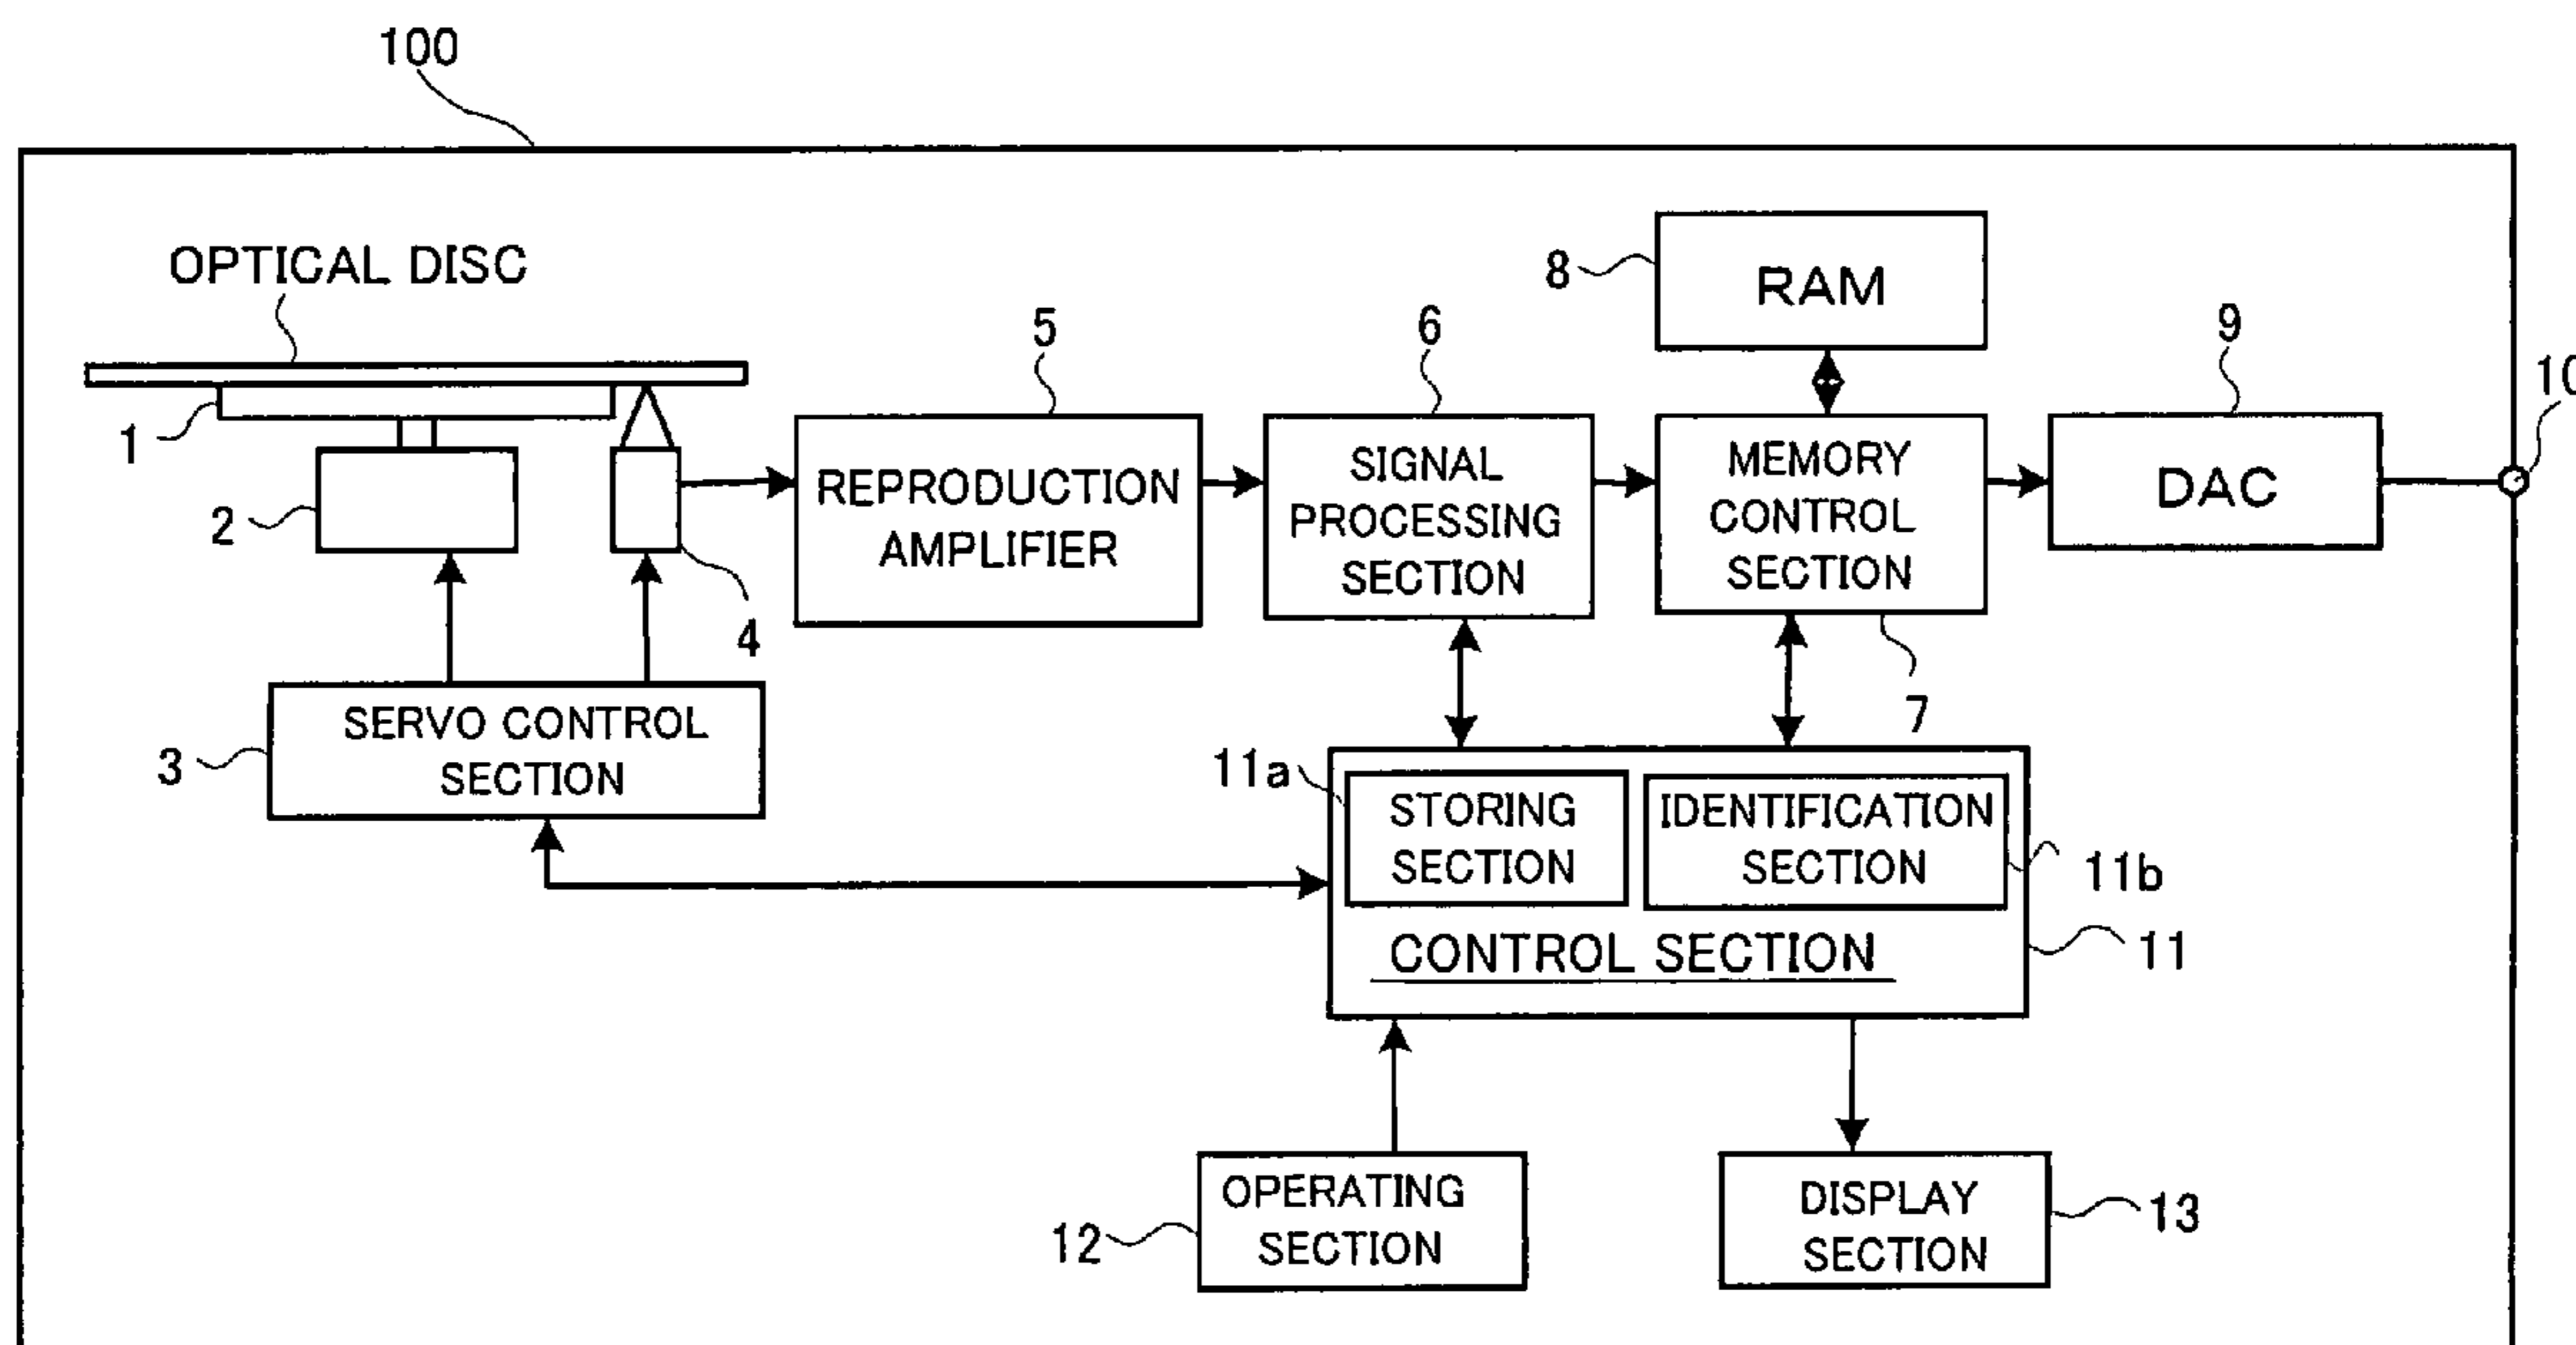 100
OPTICAL DISC
1
2
3
SERVO CONTROL
SECTION
4
5
REPRODUCTION
AMPLIFIER
6
SIGNAL
PROCESSING
SECTION
8
RAM
MEMORY
CONTROL
SECTION
7
9
DAC
10
11a
STORING
SECTION
IDENTIFICATION
SECTION
11b
CONTROL SECTION
11
12
OPERATING
SECTION
DISPLAY
SECTION
13